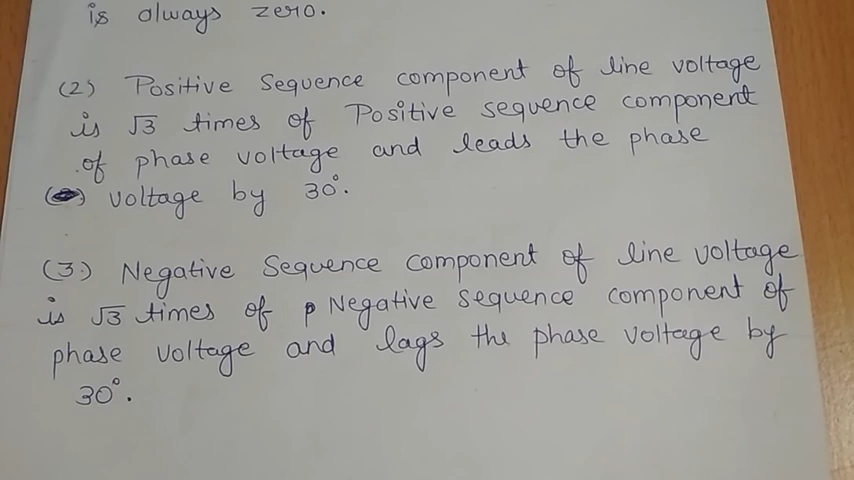 is always zero.
(2) Positive Sequence component of line voltage
is √3 times of Positive sequence component
of phase voltage and leads the phase
voltage by 30°.
(3.) Negative Sequence component of line voltage
is √3 times of p Negative sequence component of
phase voltage and lags the phase voltage by
30°.